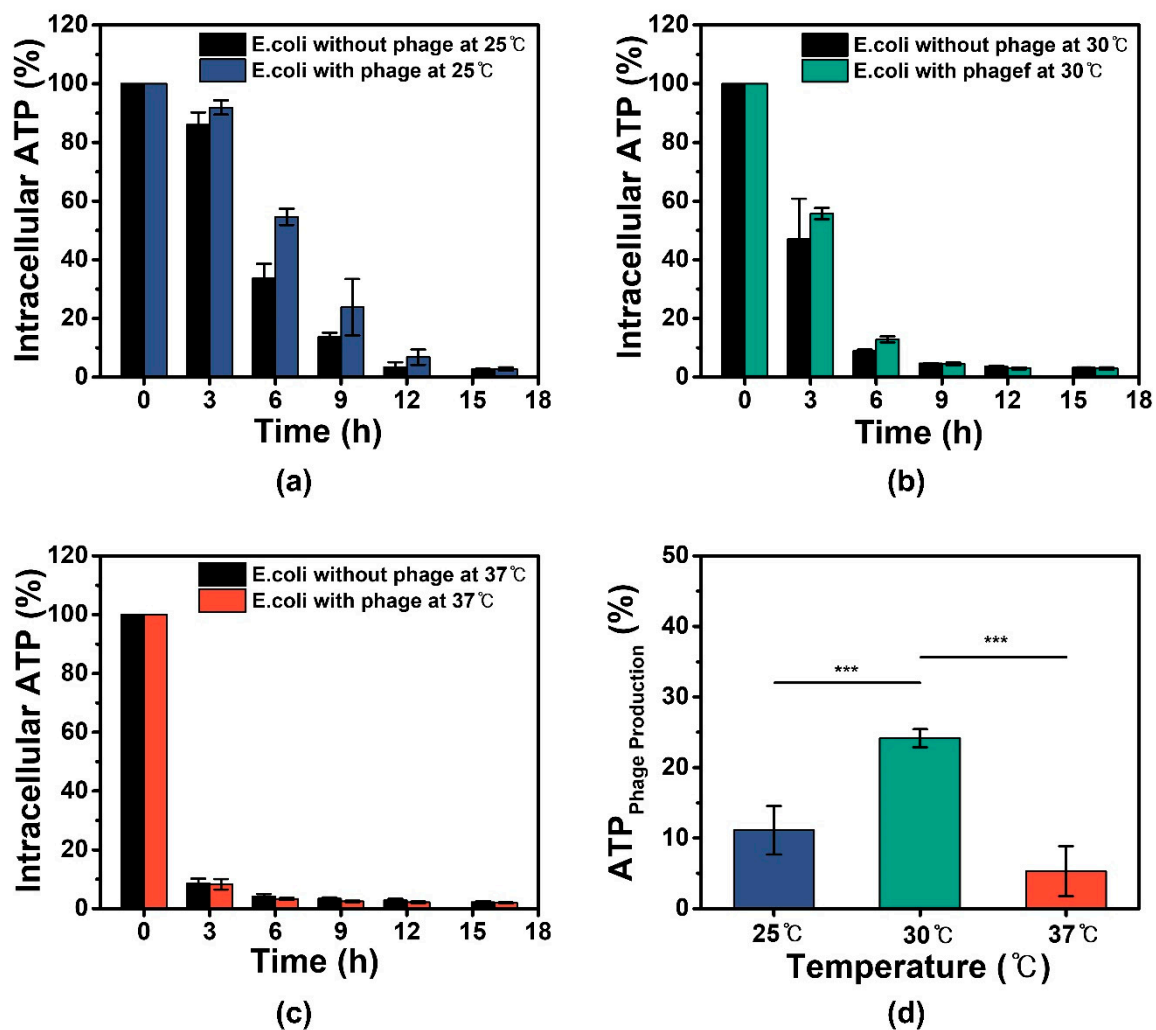 120
100
80
60
40
20
0
Intracellular ATP (%)
E.coli without phage at 25℃
E.coli with phage at 25℃
0 3 6 9 12 15 18
Time (h)
(a)
120
100
80
60
40
20
0
Intracellular ATP (%)
E.coli without phage at 30℃
E.coli with phagef at 30℃
0 3 6 9 12 15 18
Time (h)
(b)
120
100
80
60
40
20
0
Intracellular ATP (%)
E.coli without phage at 37℃
E.coli with phage at 37℃
0 3 6 9 12 15 18
Time (h)
(c)
50
40
30
20
10
0
ATP Phage Production (%)
***
***
25℃ 30℃ 37℃
Temperature (℃)
(d)